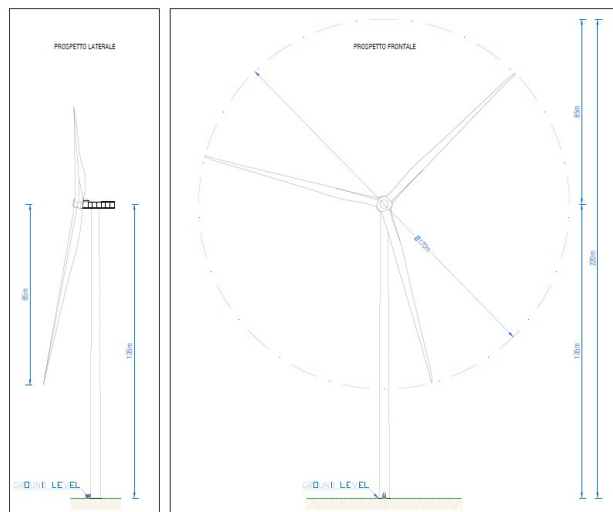 PROSPETTO LATERALE
85m
135m
GROUND LEVEL
PROSPETTO FRONTALE
Ø170m
85m
220m
135m
GROUND LEVEL